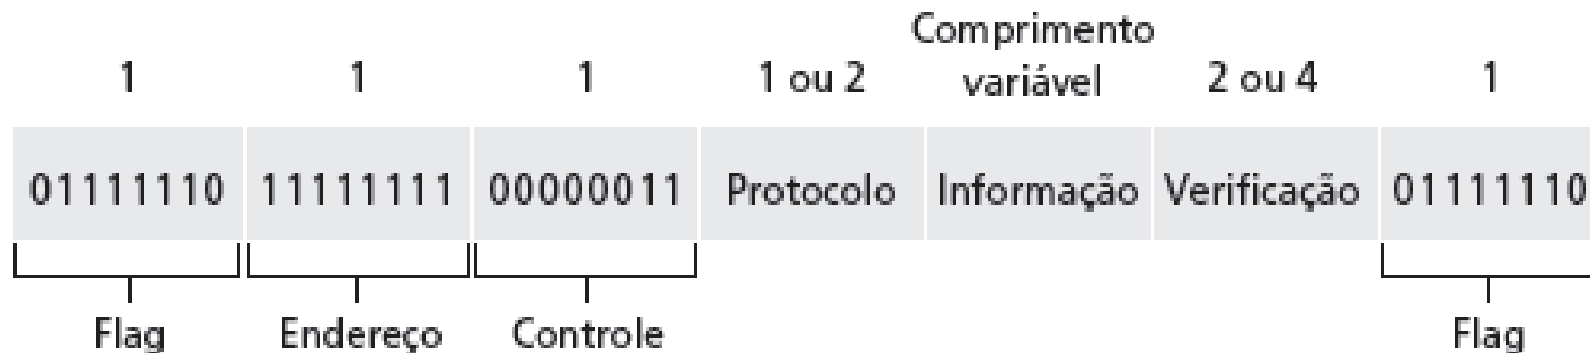 Comprimento
1 1 1 1 ou 2 variável 2 ou 4 1
01111110 11111111 00000011 Protocolo Informação Verificação 01111110
Flag Endereço Controle Flag